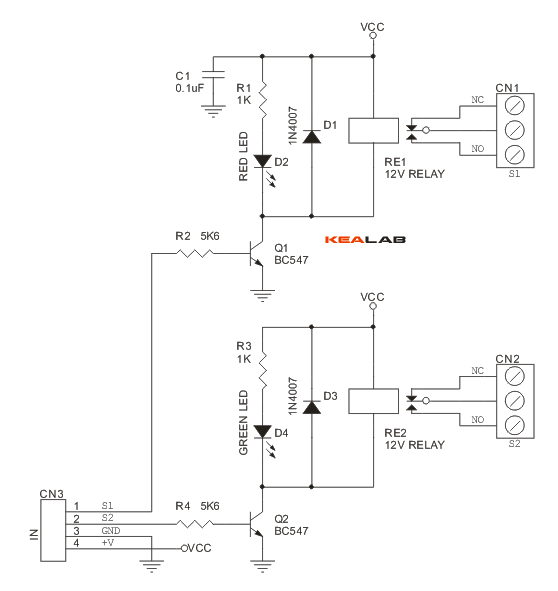 VCC
C1
0.1uF
R1
1K
1N4007
D1
RED LED
D2
RE1
12V RELAY
CN1
NC
NO
S1
KEALAB
R2 5K6
Q1
BC547
VCC
R3
1K
1N4007
D3
GREEN LED
D4
RE2
12V RELAY
CN2
NC
NO
S2
CN3
IN
1 S1
2 S2
3 GND
4 +V
VCC
R4 5K6
Q2
BC547